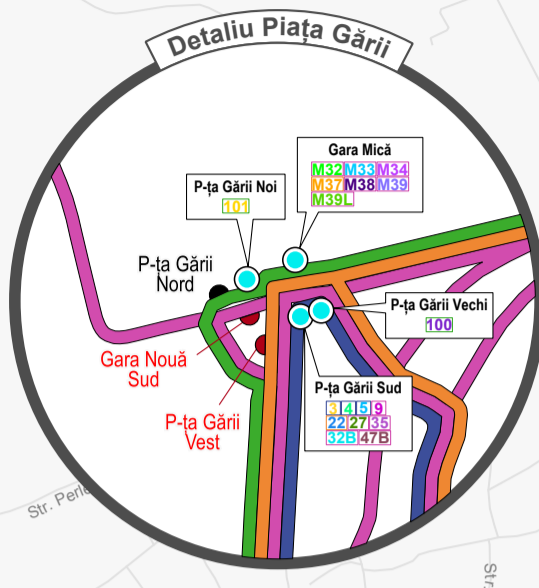 Detaliu Piața Gării
Gara Mică
M32 M33 M34
M37 M38 M39
M39L
P-ța Gării Noi
101
P-ța Gării
Nord
P-ța Gării Vechi
100
Gara Nouă
Sud
P-ța Gării Sud
3 4 5 9
22 27 35
32B 47B
P-ța Gării
Vest
Str. Perle
Str.